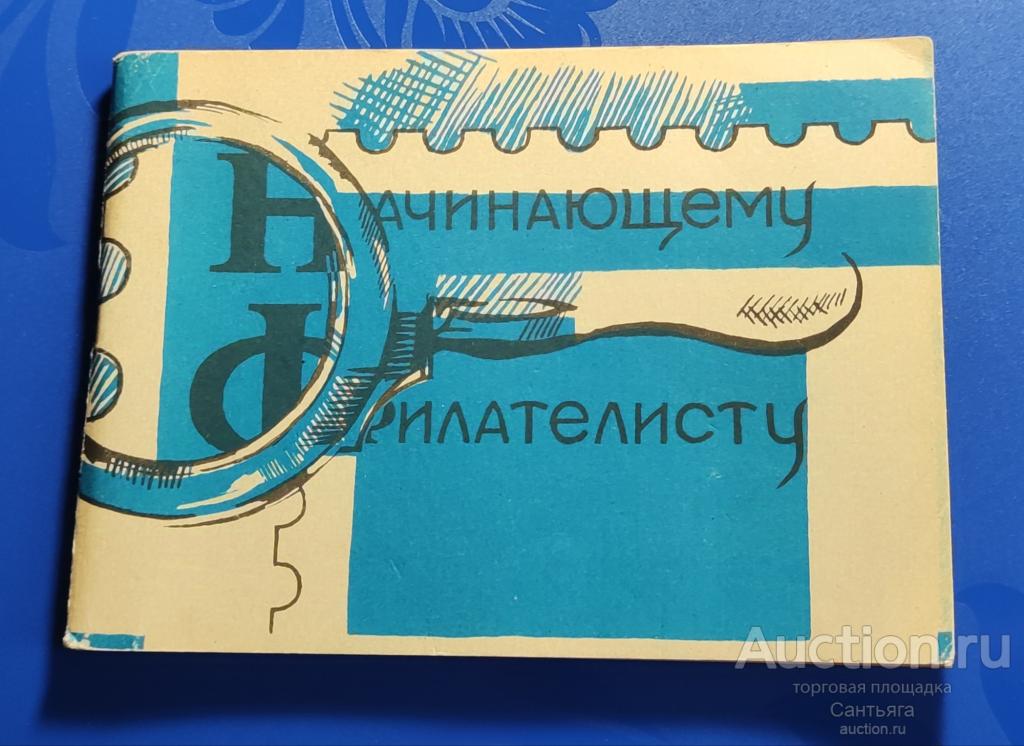 Начинающему
Филателисту
Auction.ru
торговая площадка
Сантьяга
auction.ru